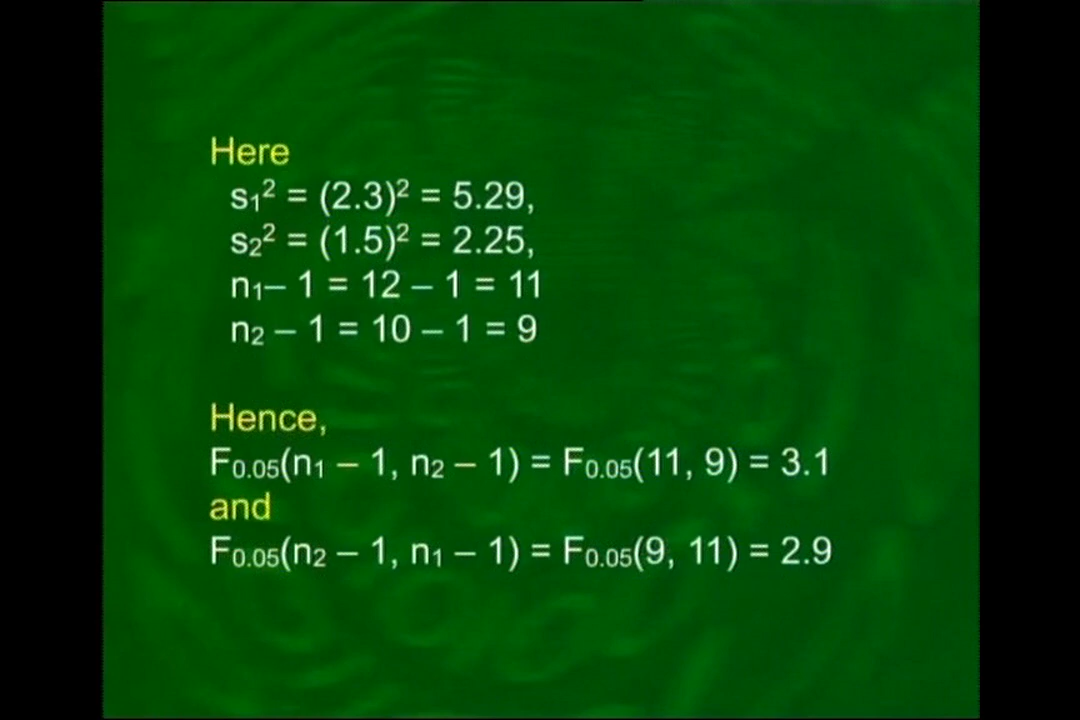 Here
s₁² = (2.3)² = 5.29,
s₂² = (1.5)² = 2.25,
n₁– 1 = 12 – 1 = 11
n₂ – 1 = 10 – 1 = 9
Hence,
F₀.₀₅(n₁ – 1, n₂ – 1) = F₀.₀₅(11, 9) = 3.1
and
F₀.₀₅(n₂ – 1, n₁ – 1) = F₀.₀₅(9, 11) = 2.9